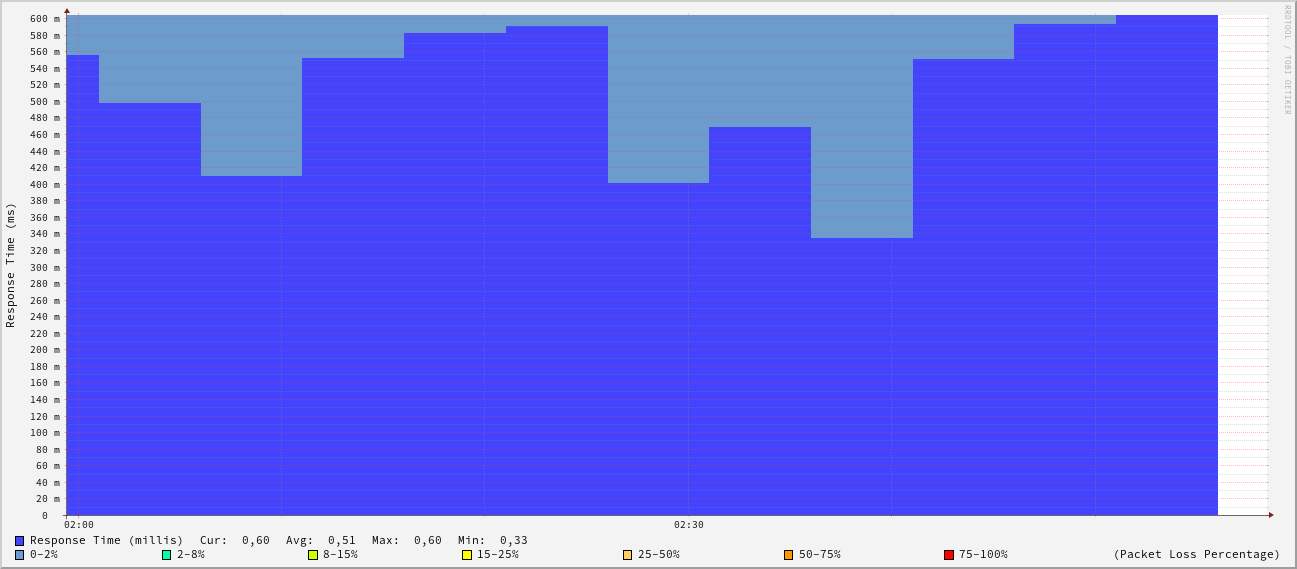 RRDTOOL / TOBI OETIKER
Response Time (ms)
600 m
580 m
560 m
540 m
520 m
500 m
480 m
460 m
440 m
420 m
400 m
380 m
360 m
340 m
320 m
300 m
280 m
260 m
240 m
220 m
200 m
180 m
160 m
140 m
120 m
100 m
80 m
60 m
40 m
20 m
0
02:00 02:30
Response Time (millis) Cur: 0,60 Avg: 0,51 Max: 0,60 Min: 0,33
0-2% 2-8% 8-15% 15-25% 25-50% 50-75% 75-100% (Packet Loss Percentage)